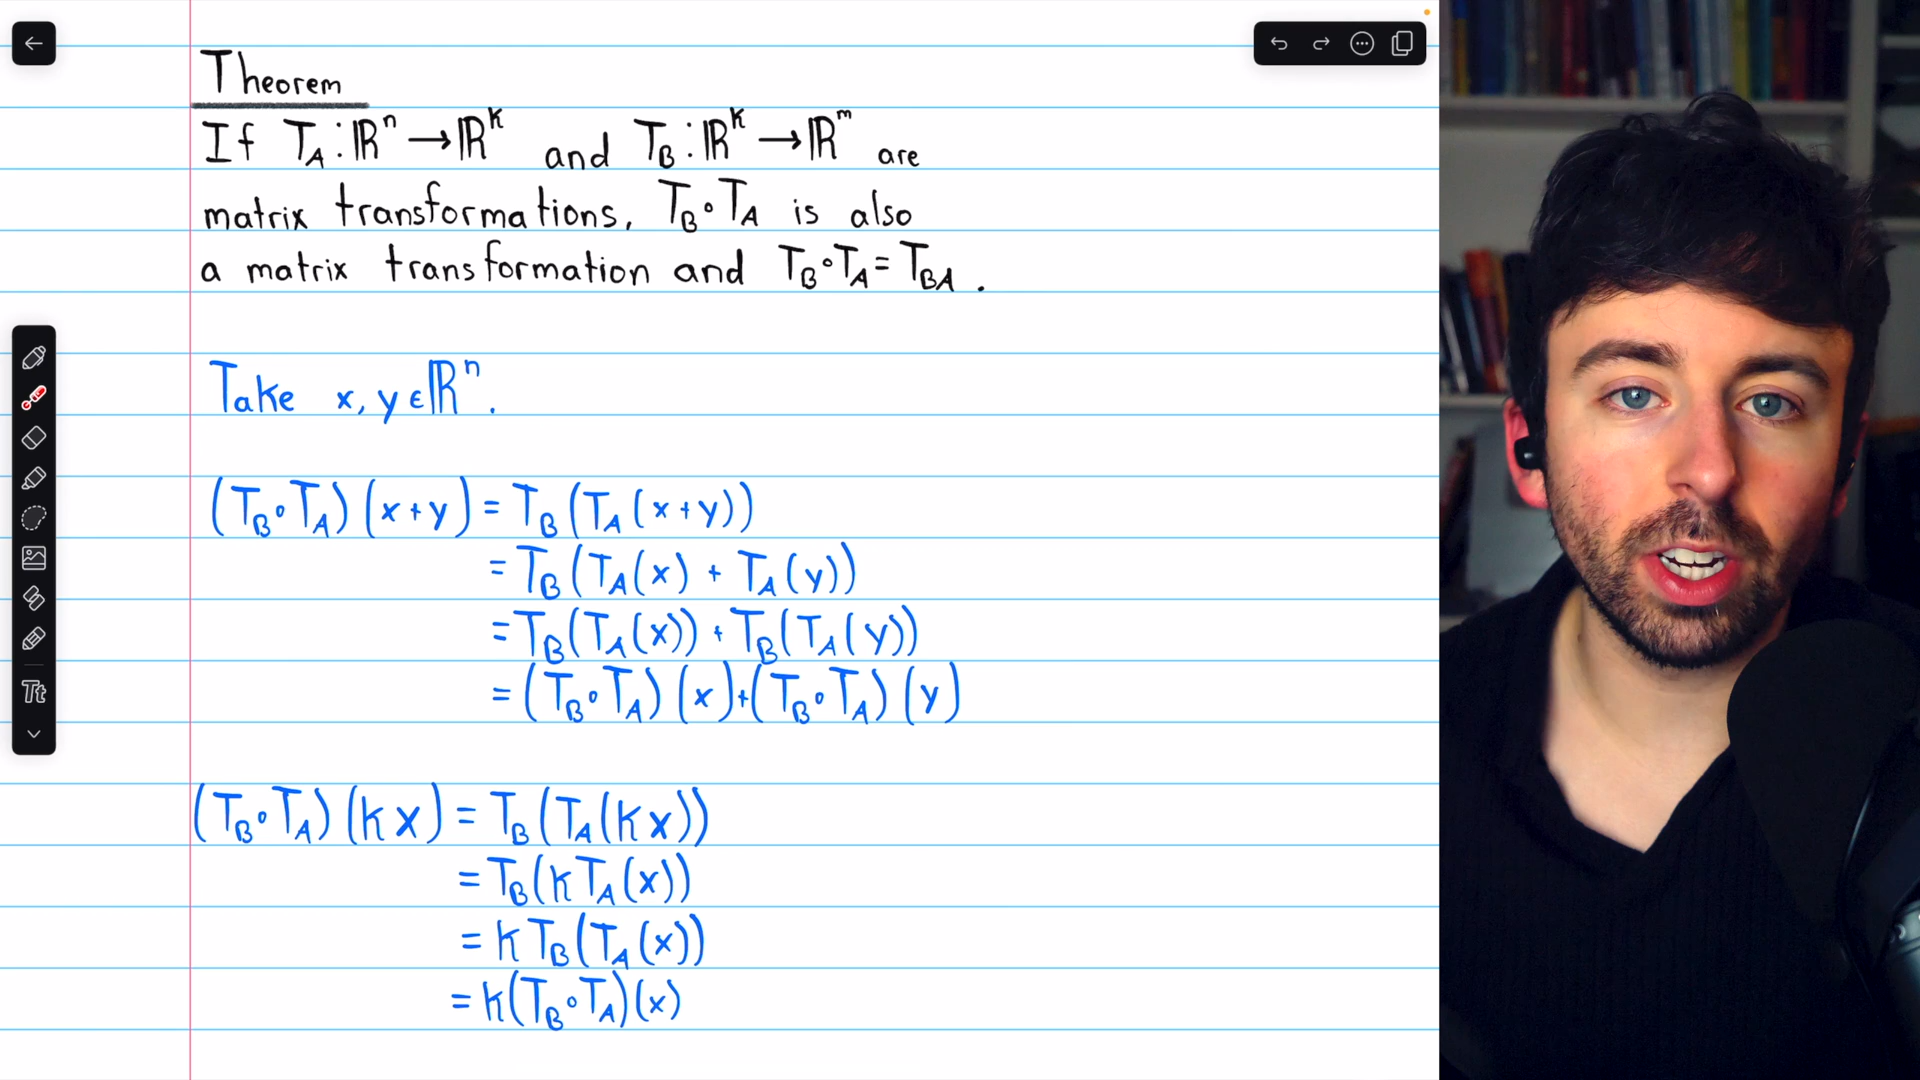 Theorem
If T_A : ℝ^n → ℝ^k and T_B : ℝ^k → ℝ^m are
matrix transformations, T_B ∘ T_A is also
a matrix transformation and T_B ∘ T_A = T_BA .
Take x, y ∈ ℝ^n .
(T_B ∘ T_A) (x + y) = T_B (T_A (x + y))
= T_B (T_A (x) + T_A (y))
= T_B (T_A (x)) + T_B (T_A (y))
= (T_B ∘ T_A) (x) + (T_B ∘ T_A) (y)
(T_B ∘ T_A) (k x) = T_B (T_A (k x))
= T_B (k T_A (x))
= k T_B (T_A (x))
= k (T_B ∘ T_A) (x)
Tt